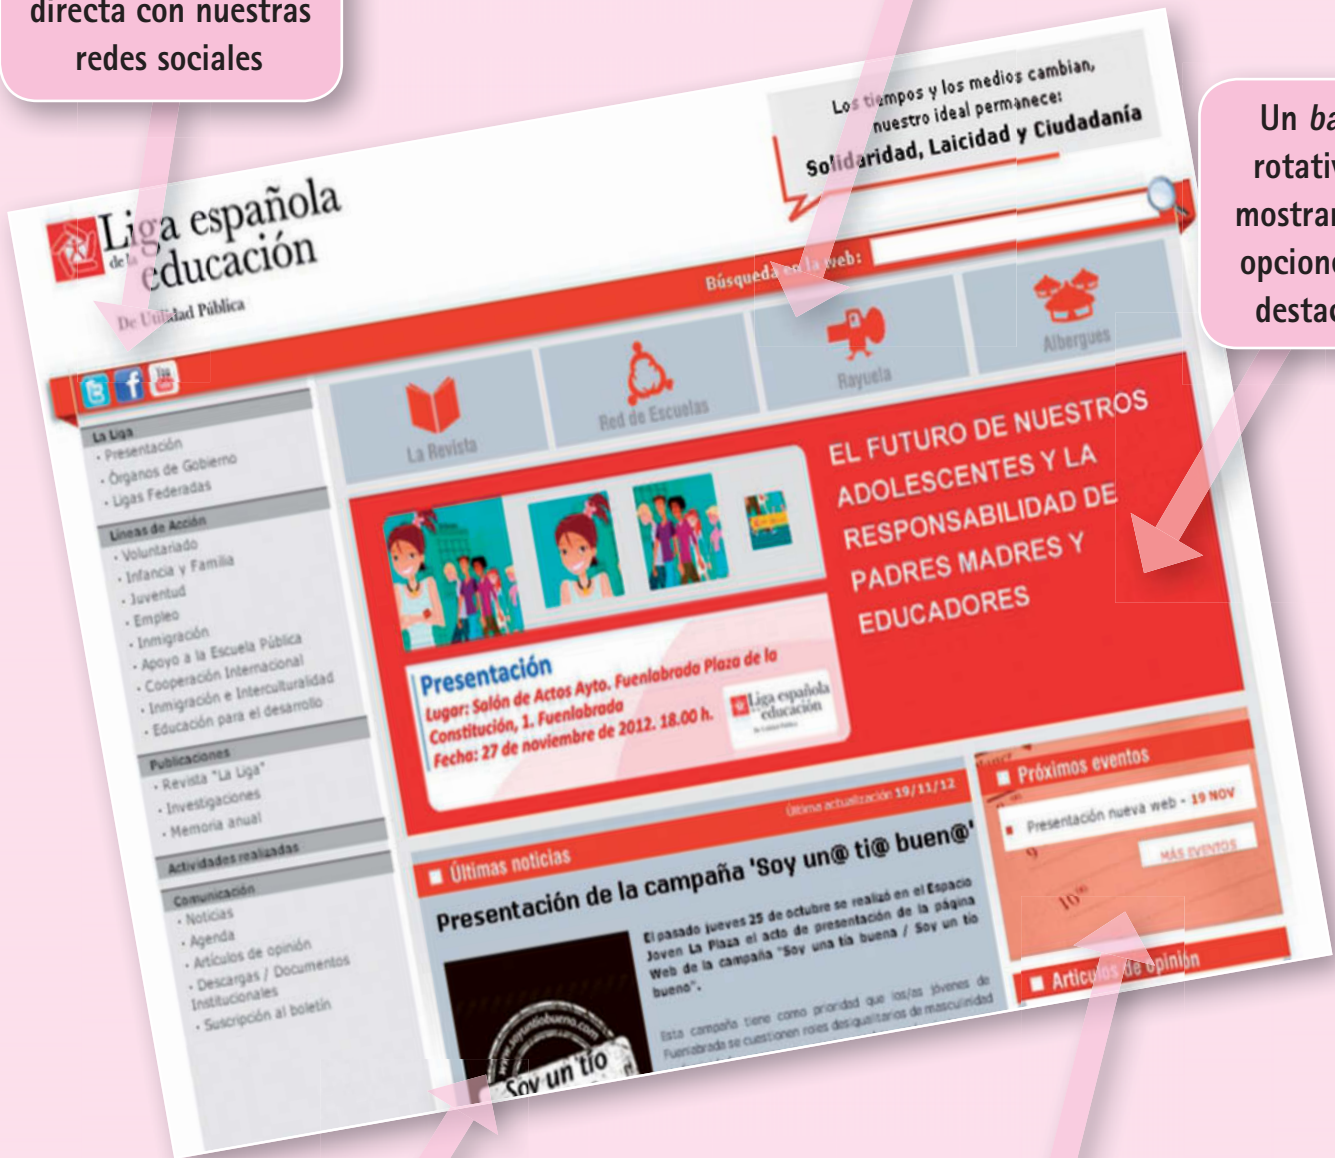 directa con nuestras
redes sociales
Un
rotativ
mostrar
opcione
destac
Los tiempos y los medios cambian,
nuestro ideal permanece:
Solidaridad, Laicidad y Ciudadanía
Liga española
de la
educación
De Utilidad Pública
Búsqueda en la web:
You
La Revista
Red de Escuelas
Rayuela
Albergues
La Liga
· Presentación
· Órganos de Gobierno
· Ligas Federadas
Líneas de Acción
· Voluntariado
· Infancia y Familia
· Juventud
· Empleo
· Inmigración
· Apoyo a la Escuela Pública
· Cooperación Internacional
· Inmigración e Interculturalidad
· Educación para el desarrollo
Publicaciones
· Revista "La Liga"
· Investigaciones
· Memoria anual
Actividades realizadas
Comunicación
· Noticias
· Agenda
· Artículos de opinión
· Descargas / Documentos
Institucionales
· Suscripción al boletín
EL FUTURO DE NUESTROS
ADOLESCENTES Y LA
RESPONSABILIDAD DE
PADRES MADRES Y
EDUCADORES
Presentación
Lugar: Salón de Actos Ayto. Fuenlabrada Plaza de la
Constitución, 1. Fuenlabrada
Fecha: 27 de noviembre de 2012. 18.00 h.
Liga española
educación
Última actualización 19/11/12
Últimas noticias
Presentación de la campaña 'Soy un@ ti@ buen@'
El pasado jueves 25 de octubre se realizó en el Espacio
Joven La Plaza el acto de presentación de la página
Web de la campaña "Soy una tía buena / Soy un tío
bueno".
Esta campaña tiene como prioridad que los/as jóvenes de
Fuenlabrada se cuestionen roles desigualitarios de masculinidad
Soy un tío
Próximos eventos
Presentación nueva web - 19 NOV
9
MÁS EVENTOS
10
Articulos de opinión